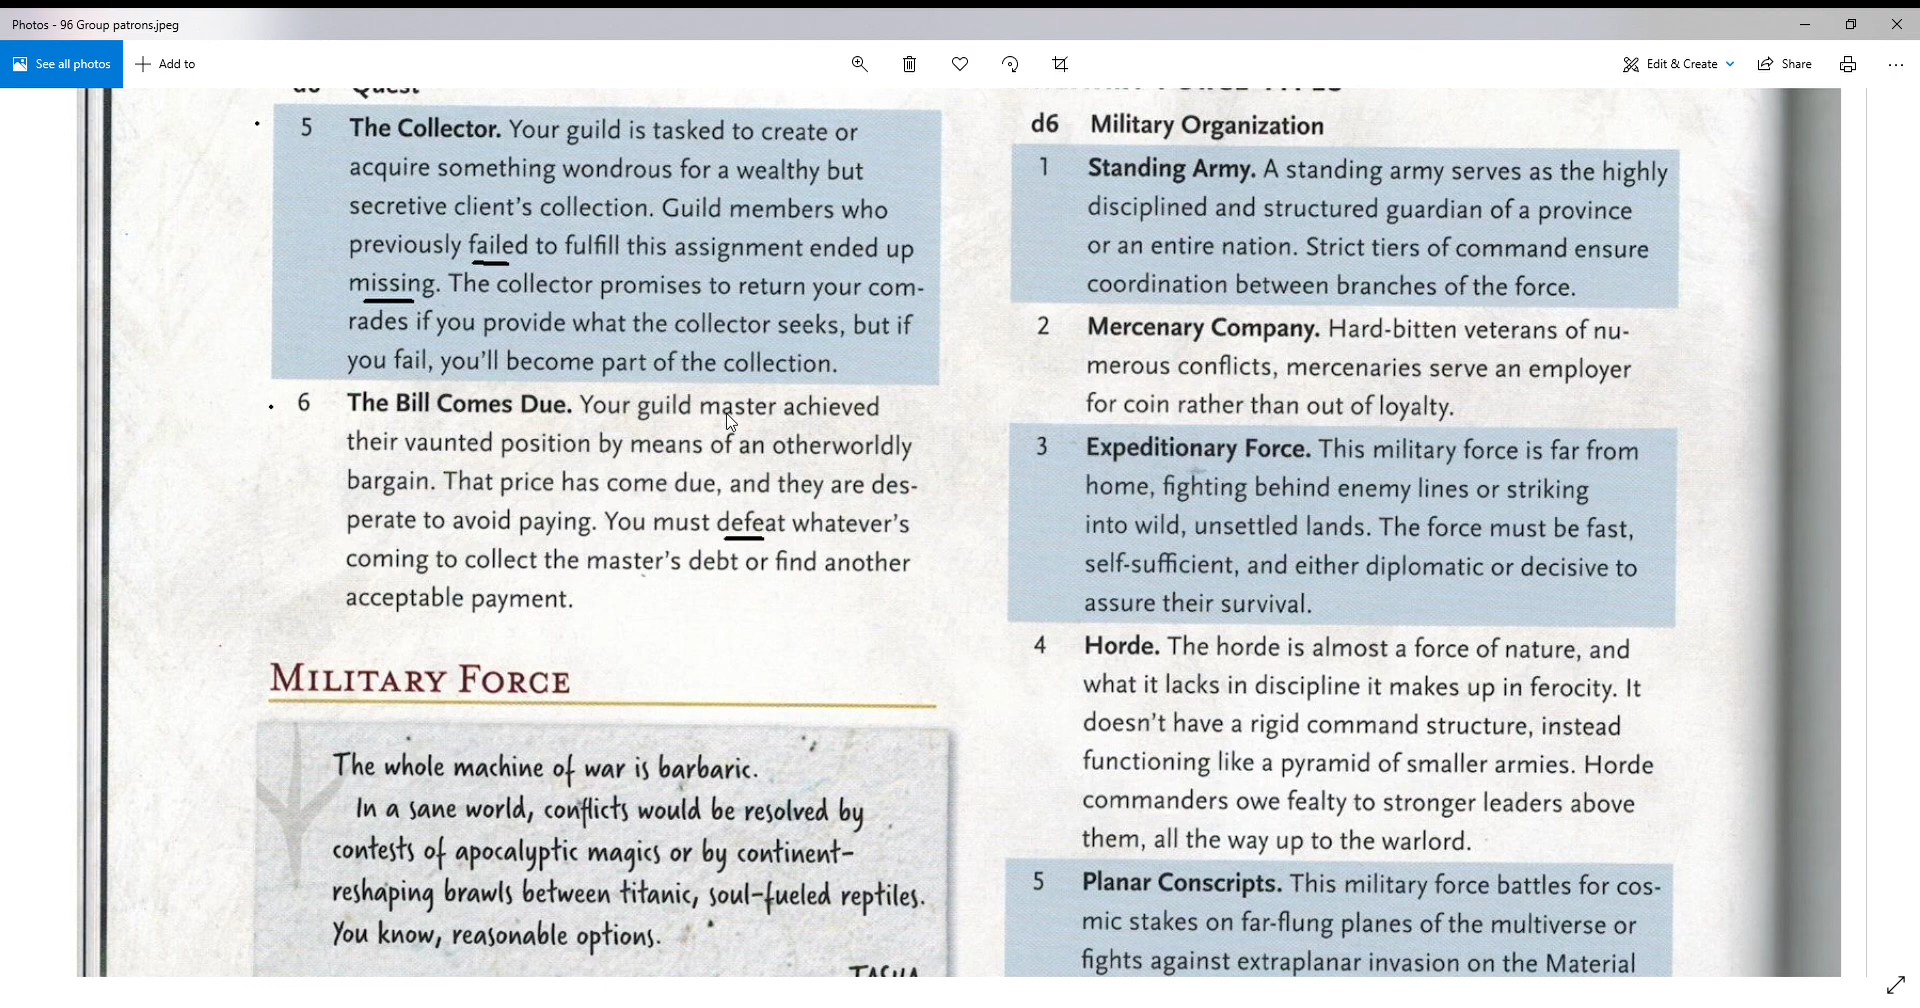 Photos - 96 Group patrons.jpeg
See all photos
Add to
Edit & Create
Share
d6 Quest
5 The Collector. Your guild is tasked to create or
acquire something wondrous for a wealthy but
secretive client's collection. Guild members who
previously failed to fulfill this assignment ended up
missing. The collector promises to return your com-
rades if you provide what the collector seeks, but if
you fail, you'll become part of the collection.
6 The Bill Comes Due. Your guild master achieved
their vaunted position by means of an otherworldly
bargain. That price has come due, and they are des-
perate to avoid paying. You must defeat whatever's
coming to collect the master's debt or find another
acceptable payment.
MILITARY FORCE
The whole machine of war is barbaric.
In a sane world, conflicts would be resolved by
contests of apocalyptic magics or by continent-
reshaping brawls between titanic, soul-fueled reptiles.
You know, reasonable options.
TASHA
d6 Military Organization
1 Standing Army. A standing army serves as the highly
disciplined and structured guardian of a province
or an entire nation. Strict tiers of command ensure
coordination between branches of the force.
2 Mercenary Company. Hard-bitten veterans of nu-
merous conflicts, mercenaries serve an employer
for coin rather than out of loyalty.
3 Expeditionary Force. This military force is far from
home, fighting behind enemy lines or striking
into wild, unsettled lands. The force must be fast,
self-sufficient, and either diplomatic or decisive to
assure their survival.
4 Horde. The horde is almost a force of nature, and
what it lacks in discipline it makes up in ferocity. It
doesn't have a rigid command structure, instead
functioning like a pyramid of smaller armies. Horde
commanders owe fealty to stronger leaders above
them, all the way up to the warlord.
5 Planar Conscripts. This military force battles for cos-
mic stakes on far-flung planes of the multiverse or
fights against extraplanar invasion on the Material